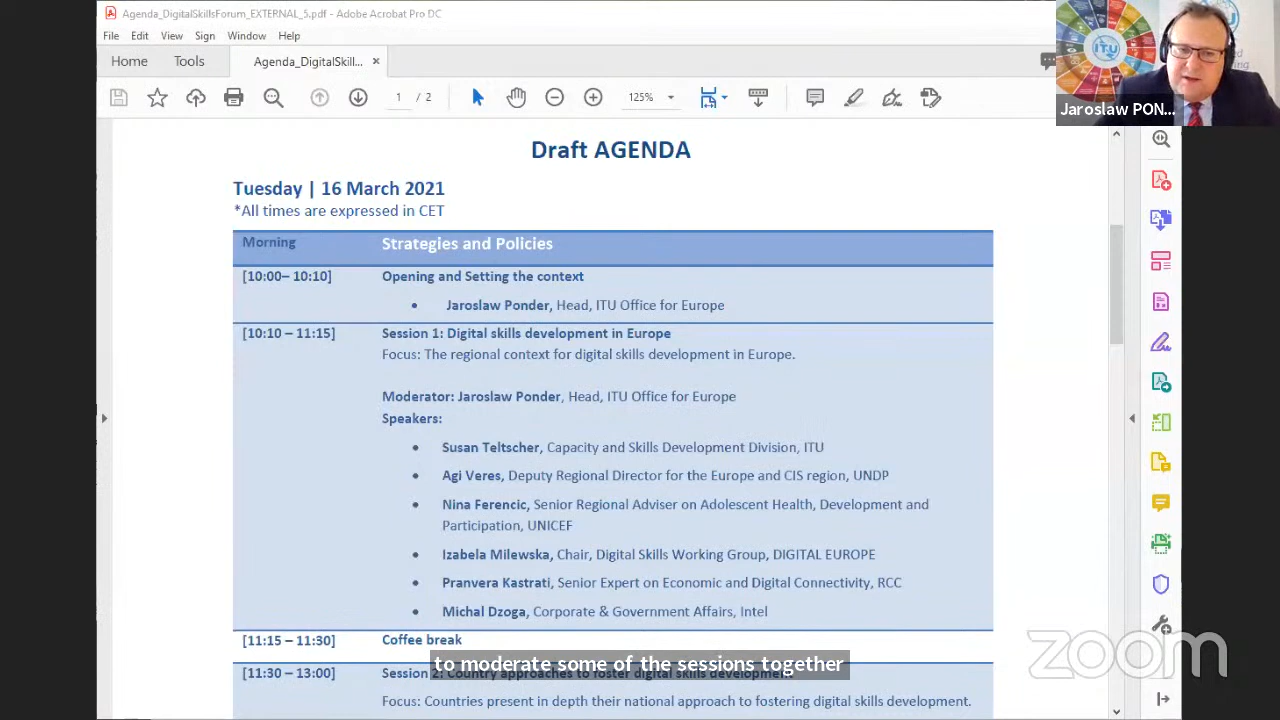 Agenda_DigitalSkillsForum_EXTERNAL_5.pdf - Adobe Acrobat Pro DC
File Edit View Sign Window Help
Home Tools Agenda_DigitalSkill... ×
1 / 2 125%
ITU
Jaroslaw PON...
Draft AGENDA
Tuesday | 16 March 2021
*All times are expressed in CET
Morning Strategies and Policies
[10:00– 10:10] Opening and Setting the context
• Jaroslaw Ponder, Head, ITU Office for Europe
[10:10 – 11:15] Session 1: Digital skills development in Europe
Focus: The regional context for digital skills development in Europe.
Moderator: Jaroslaw Ponder, Head, ITU Office for Europe
Speakers:
• Susan Teltscher, Capacity and Skills Development Division, ITU
• Agi Veres, Deputy Regional Director for the Europe and CIS region, UNDP
• Nina Ferencic, Senior Regional Adviser on Adolescent Health, Development and
Participation, UNICEF
• Izabela Milewska, Chair, Digital Skills Working Group, DIGITAL EUROPE
• Pranvera Kastrati, Senior Expert on Economic and Digital Connectivity, RCC
• Michal Dzoga, Corporate & Government Affairs, Intel
[11:15 – 11:30] Coffee break
to moderate some of the sessions together
[11:30 – 13:00] Session 2: Country approaches to foster digital skills development
Focus: Countries present in depth their national approach to fostering digital skills development.
zoom